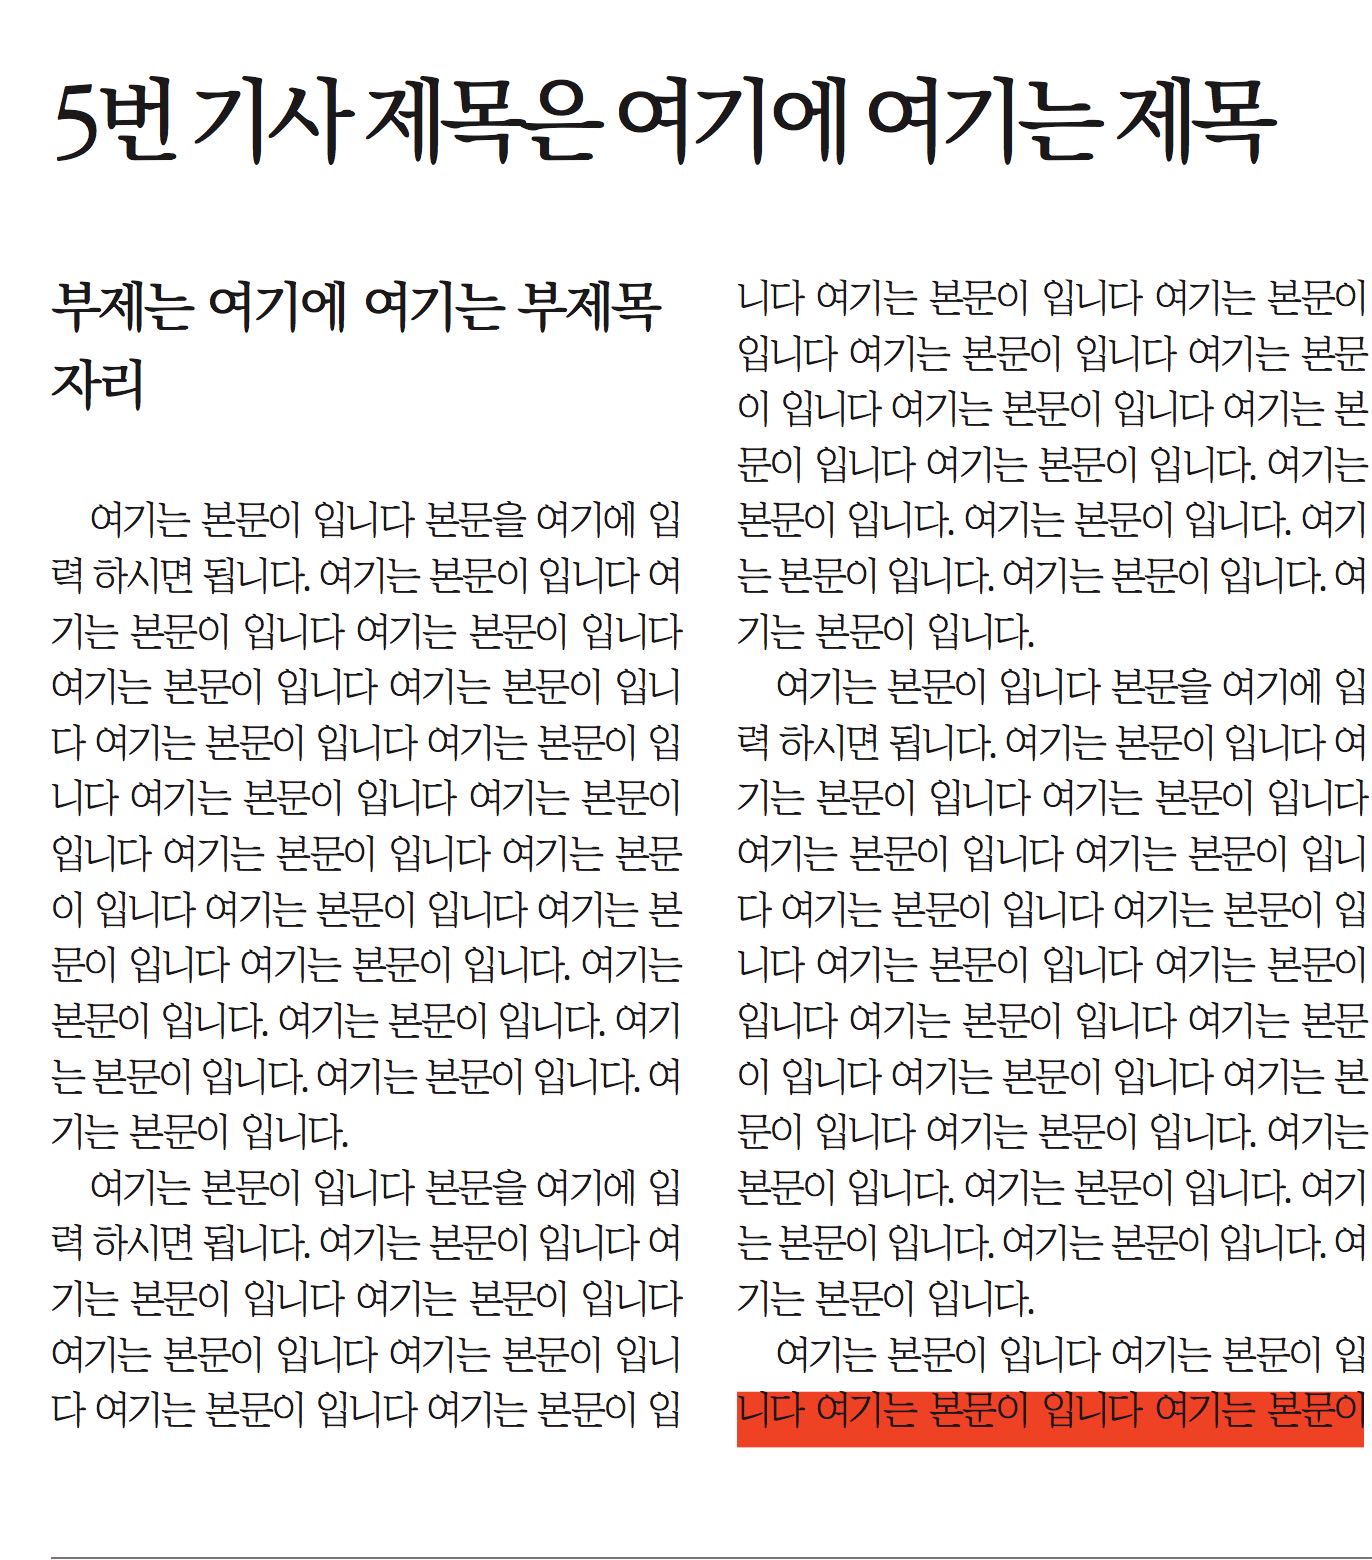 5번 기사 제목은 여기에 여기는 제목
부제는 여기에 여기는 부제목
자리
여기는 본문이 입니다 본문을 여기에 입
력 하시면 됩니다. 여기는 본문이 입니다 여
기는 본문이 입니다 여기는 본문이 입니다
여기는 본문이 입니다 여기는 본문이 입니
다 여기는 본문이 입니다 여기는 본문이 입
니다 여기는 본문이 입니다 여기는 본문이
입니다 여기는 본문이 입니다 여기는 본문
이 입니다 여기는 본문이 입니다 여기는 본
문이 입니다 여기는 본문이 입니다. 여기는
본문이 입니다. 여기는 본문이 입니다. 여기
는 본문이 입니다. 여기는 본문이 입니다. 여
기는 본문이 입니다.
여기는 본문이 입니다 본문을 여기에 입
력 하시면 됩니다. 여기는 본문이 입니다 여
기는 본문이 입니다 여기는 본문이 입니다
여기는 본문이 입니다 여기는 본문이 입니
다 여기는 본문이 입니다 여기는 본문이 입
니다 여기는 본문이 입니다 여기는 본문이
입니다 여기는 본문이 입니다 여기는 본문
이 입니다 여기는 본문이 입니다 여기는 본
문이 입니다 여기는 본문이 입니다. 여기는
본문이 입니다. 여기는 본문이 입니다. 여기
는 본문이 입니다. 여기는 본문이 입니다. 여
기는 본문이 입니다.
여기는 본문이 입니다 본문을 여기에 입
력 하시면 됩니다. 여기는 본문이 입니다 여
기는 본문이 입니다 여기는 본문이 입니다
여기는 본문이 입니다 여기는 본문이 입니
다 여기는 본문이 입니다 여기는 본문이 입
니다 여기는 본문이 입니다 여기는 본문이
입니다 여기는 본문이 입니다 여기는 본문
이 입니다 여기는 본문이 입니다 여기는 본
문이 입니다 여기는 본문이 입니다. 여기는
본문이 입니다. 여기는 본문이 입니다. 여기
는 본문이 입니다. 여기는 본문이 입니다. 여
기는 본문이 입니다.
여기는 본문이 입니다 여기는 본문이 입
니다 여기는 본문이 입니다 여기는 본문이